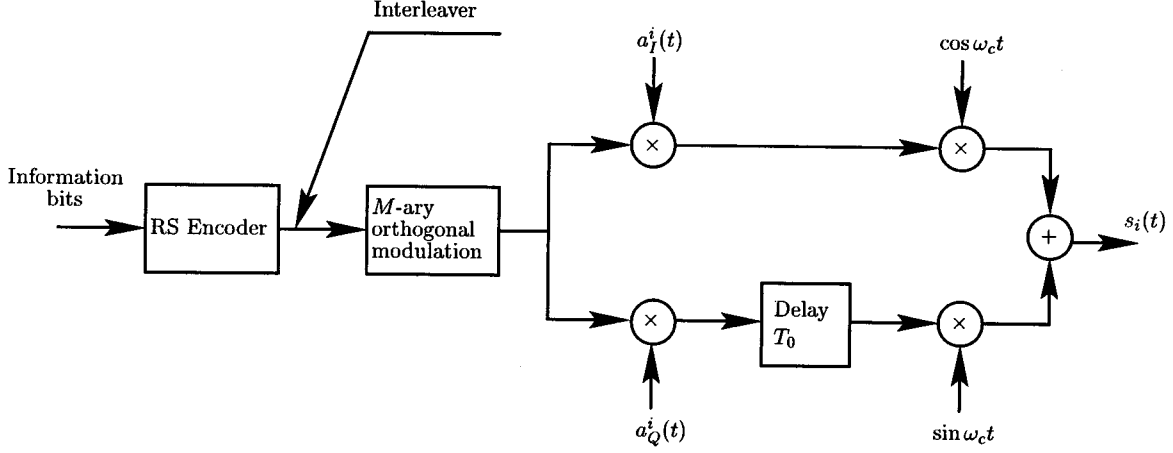 Interleaver
a_I^i(t)
cos ω_c t
Information
bits
RS Encoder
M-ary
orthogonal
modulation
×
×
+
s_i(t)
×
Delay
T_0
×
a_Q^i(t)
sin ω_c t